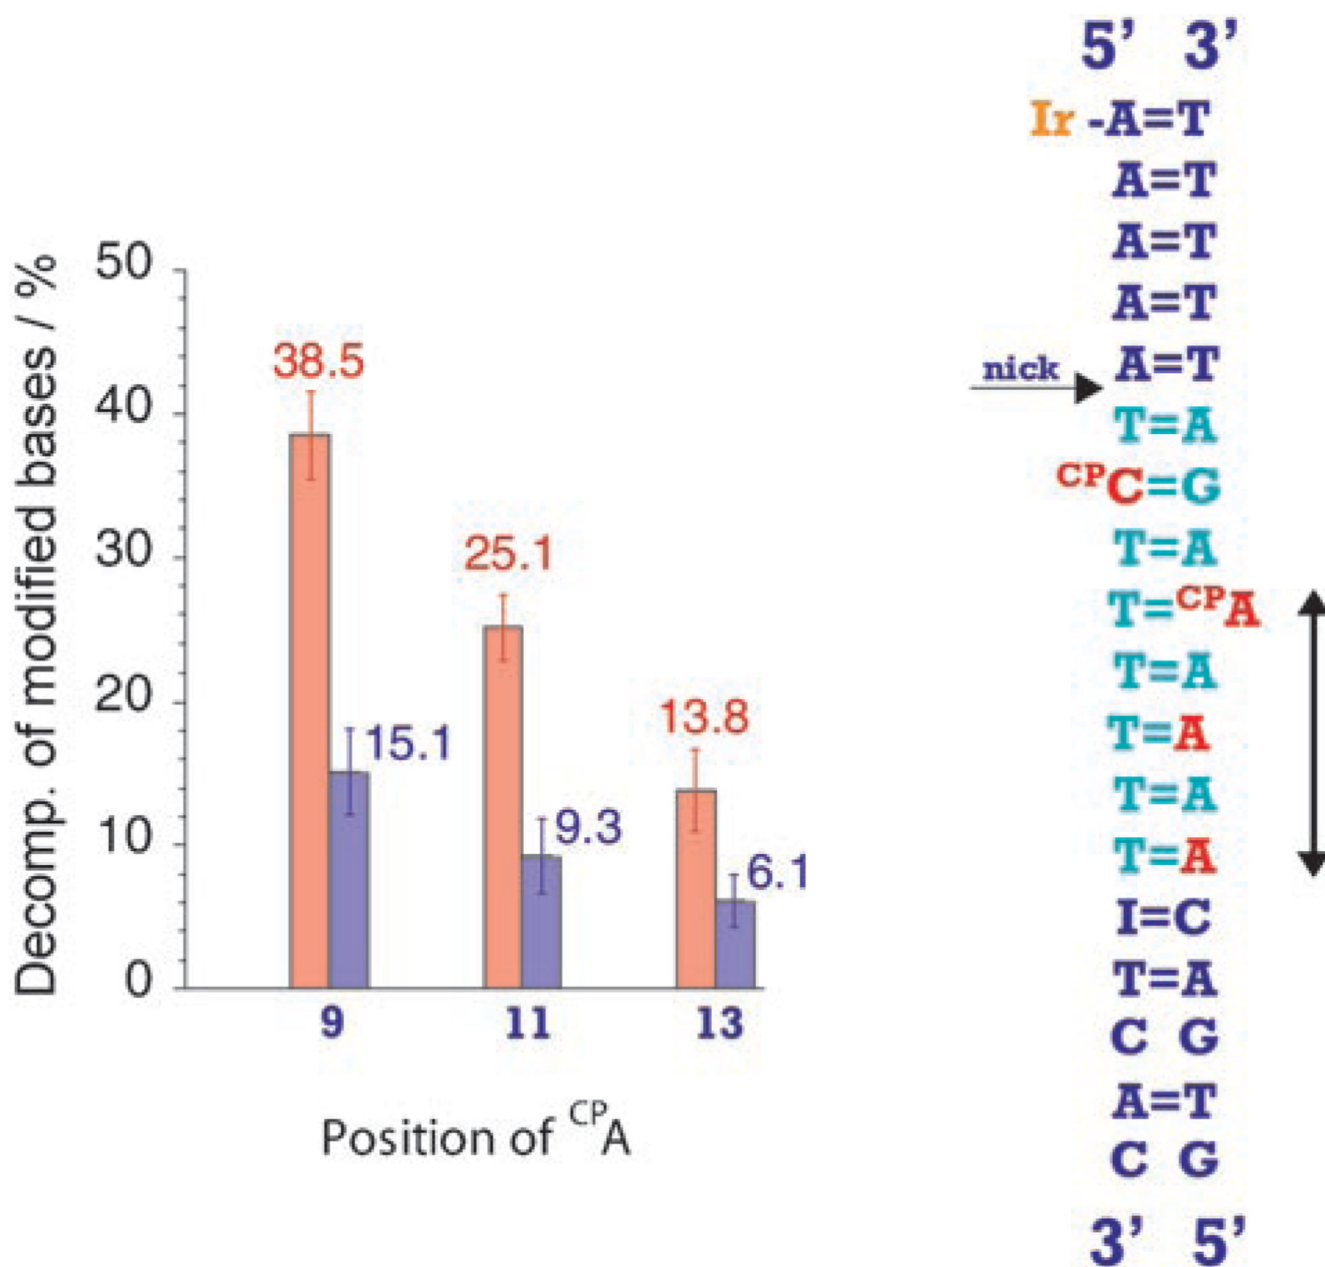 Decomp. of modified bases / %
50
40
30
20
10
0
38.5
15.1
25.1
9.3
13.8
6.1
9 11 13
Position of CPA
5’ 3’
Ir -A=T
A=T
A=T
A=T
nick A=T
T=A
CPC=G
T=A
T=CPA
T=A
T=A
T=A
T=A
I=C
T=A
C G
A=T
C G
3’ 5’